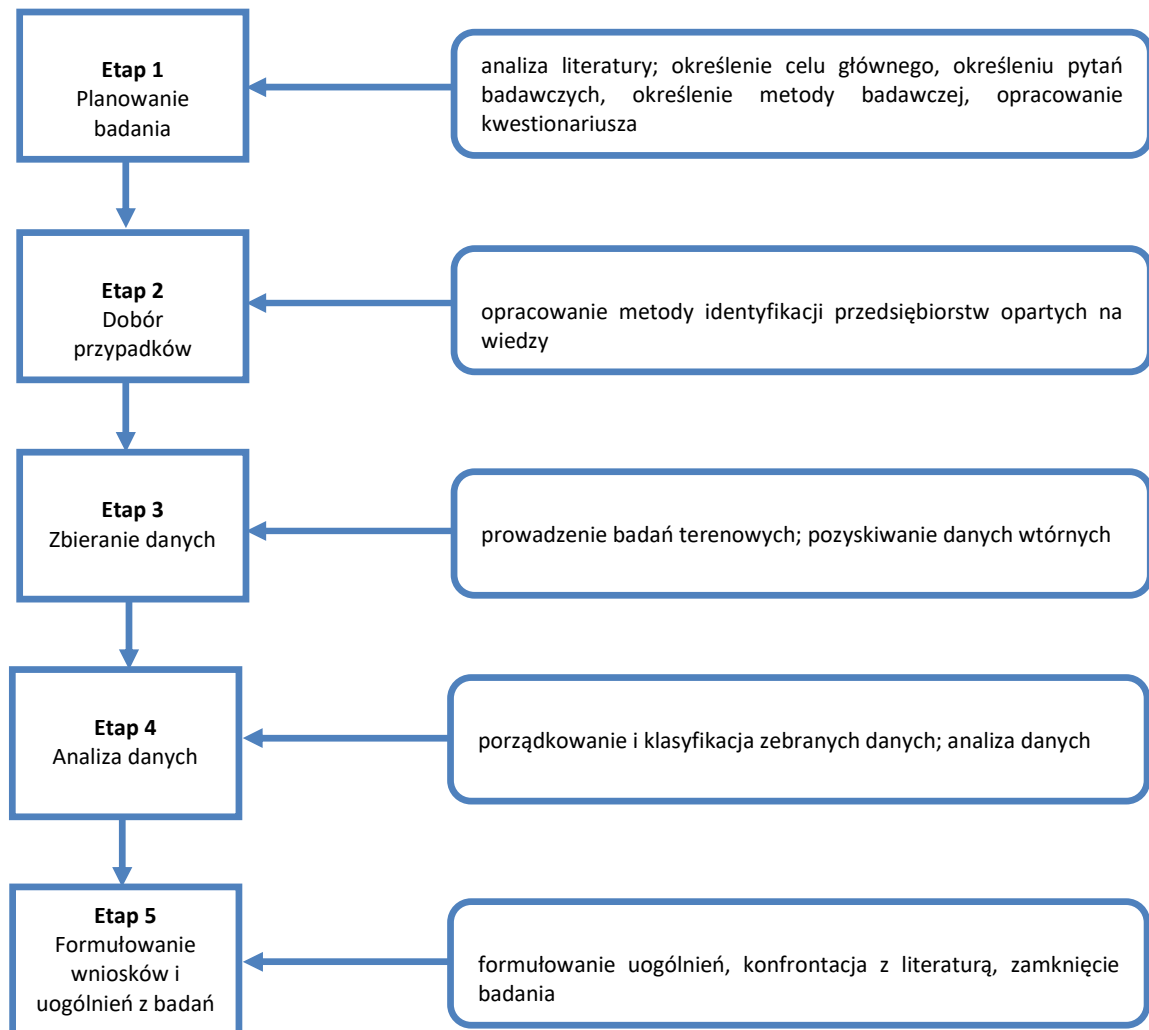 Etap 1
Planowanie
badania
analiza literatury; określenie celu głównego, określeniu pytań
badawczych, określenie metody badawczej, opracowanie
kwestionariusza
Etap 2
Dobór
przypadków
opracowanie metody identyfikacji przedsiębiorstw opartych na
wiedzy
Etap 3
Zbieranie danych
prowadzenie badań terenowych; pozyskiwanie danych wtórnych
Etap 4
Analiza danych
porządkowanie i klasyfikacja zebranych danych; analiza danych
Etap 5
Formułowanie
wniosków i
uogólnień z badań
formułowanie uogólnień, konfrontacja z literaturą, zamknięcie
badania